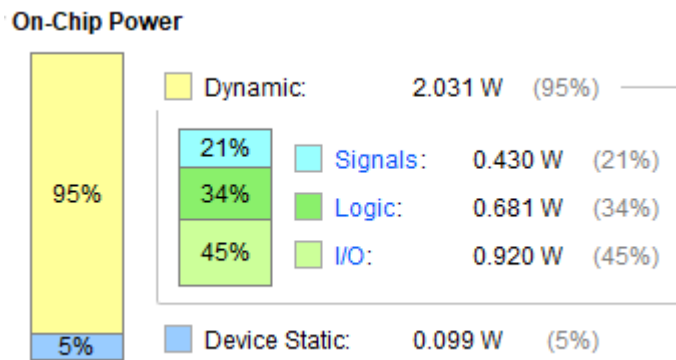 On-Chip Power
95%
5%
Dynamic: 2.031 W (95%)
21% Signals: 0.430 W (21%)
34% Logic: 0.681 W (34%)
45% I/O: 0.920 W (45%)
Device Static: 0.099 W (5%)